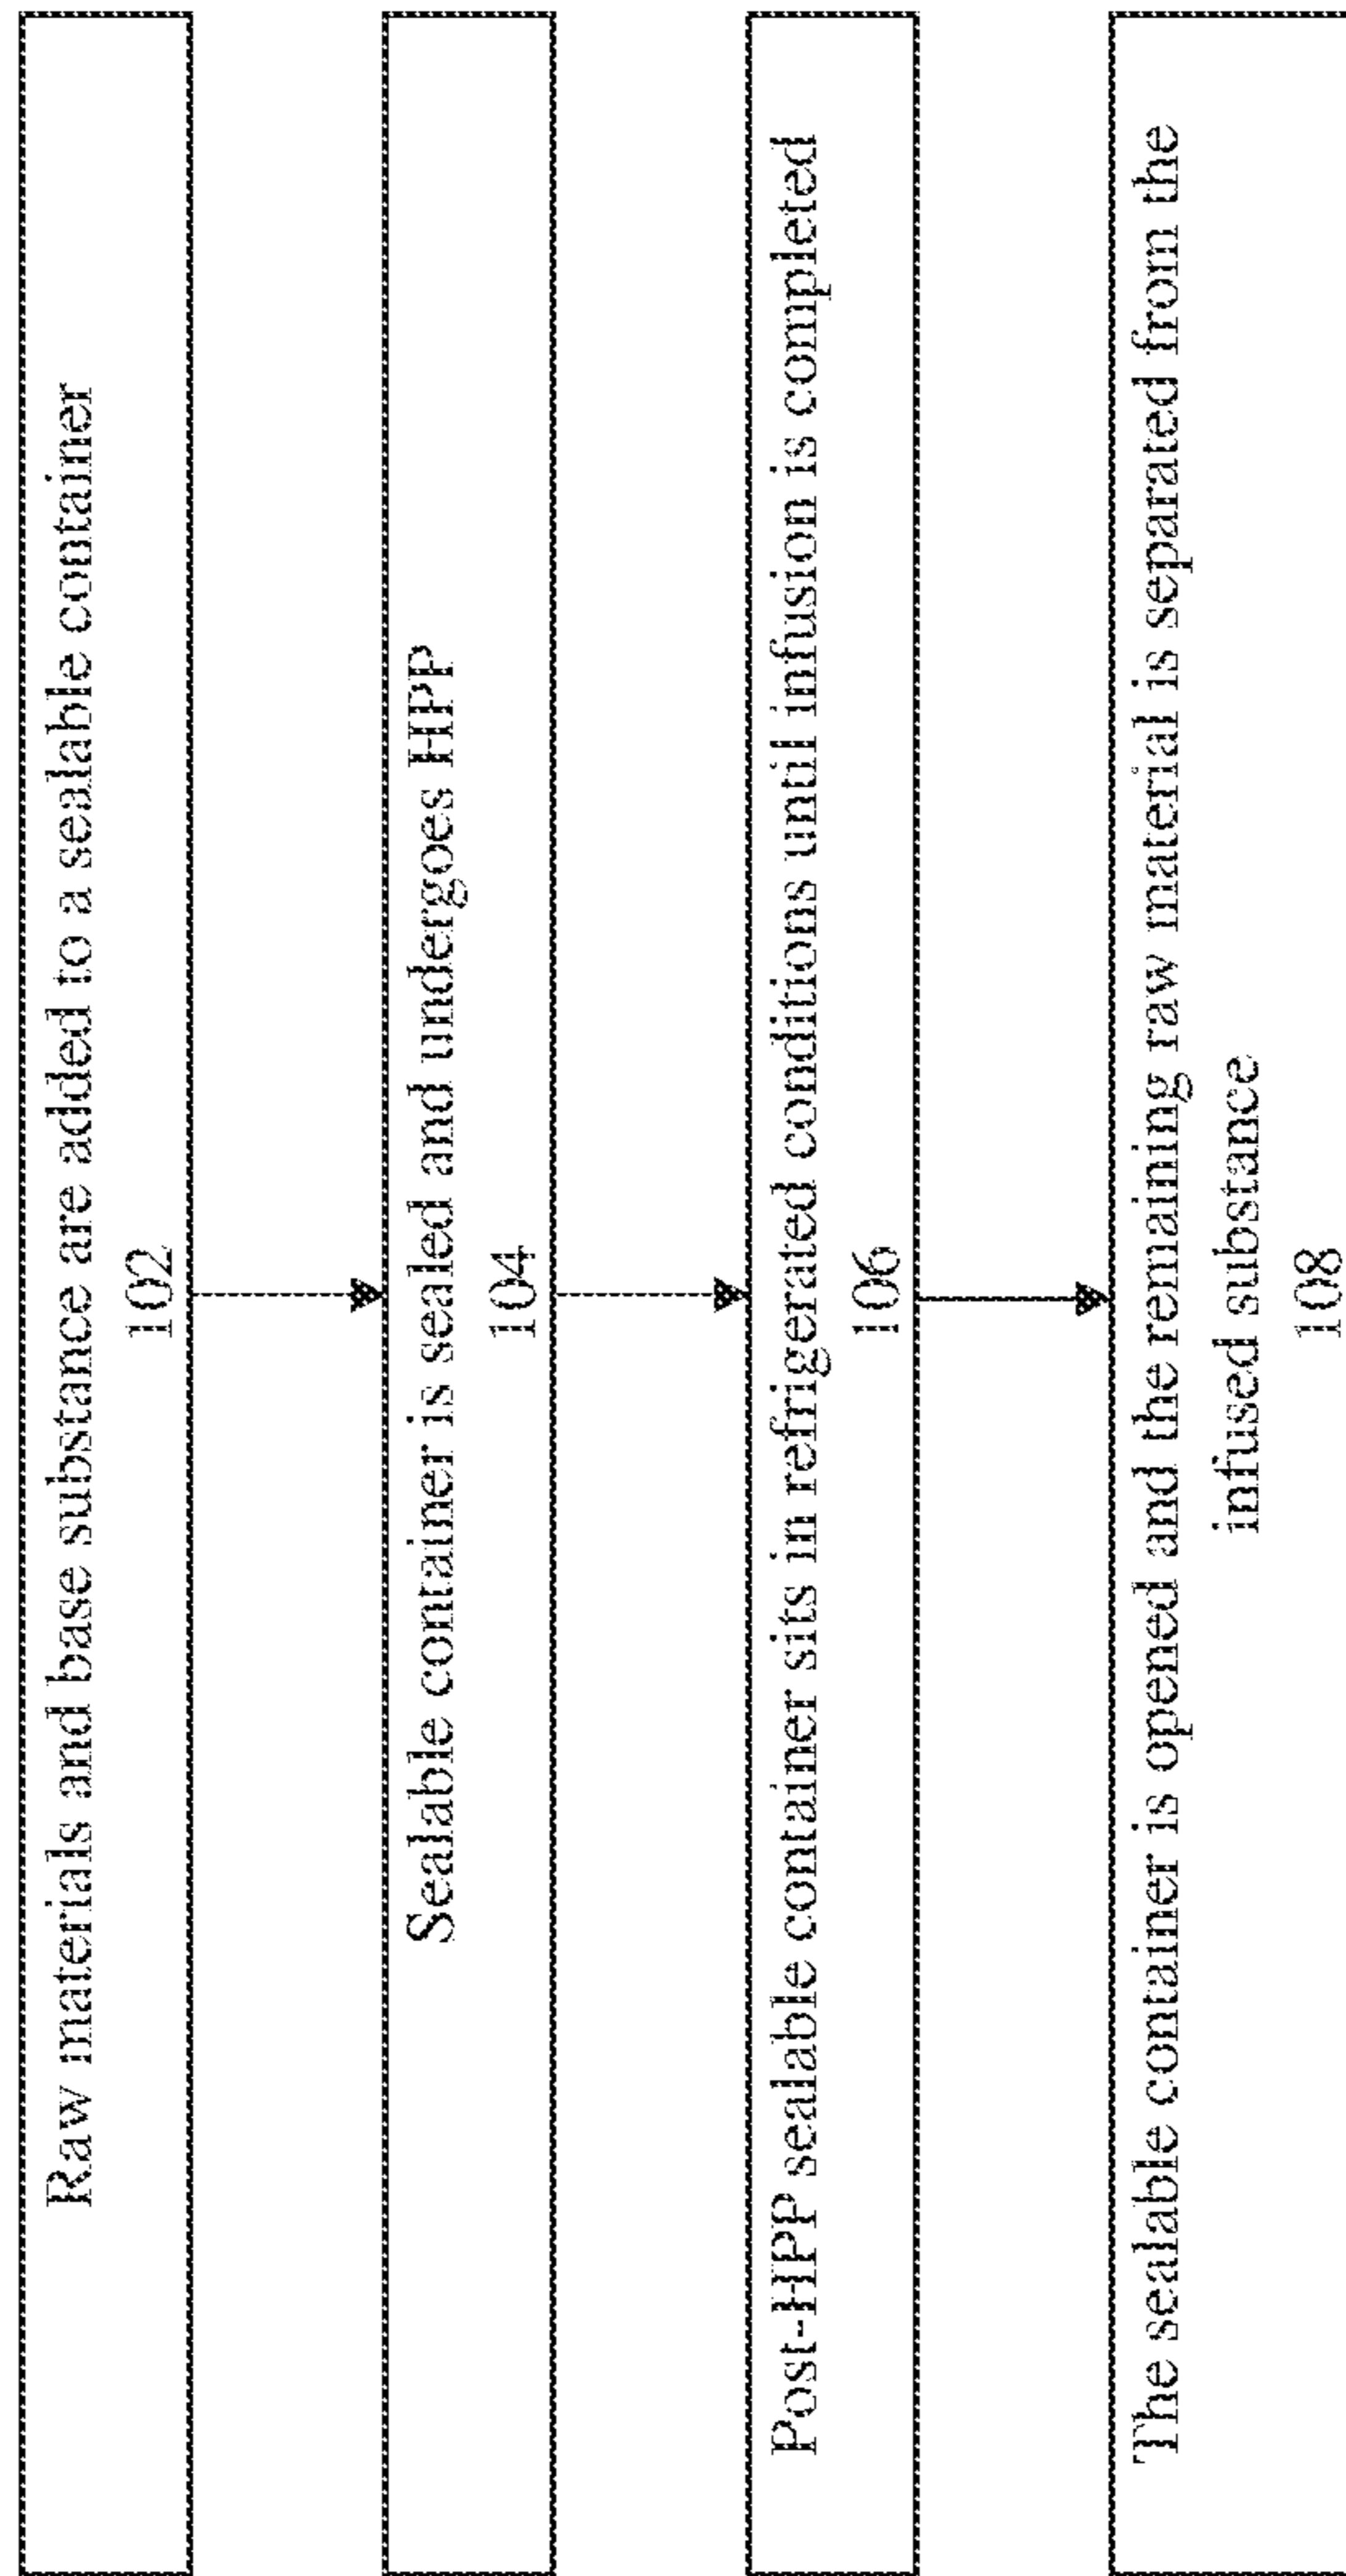 Raw materials and base substance are added to a sealable container
102
Sealable container is sealed and undergoes HPP
104
Post-HPP sealable container sits in refrigerated conditions until infusion is completed
106
The sealable container is opened and the remaining raw material is separated from the
infused substance
108